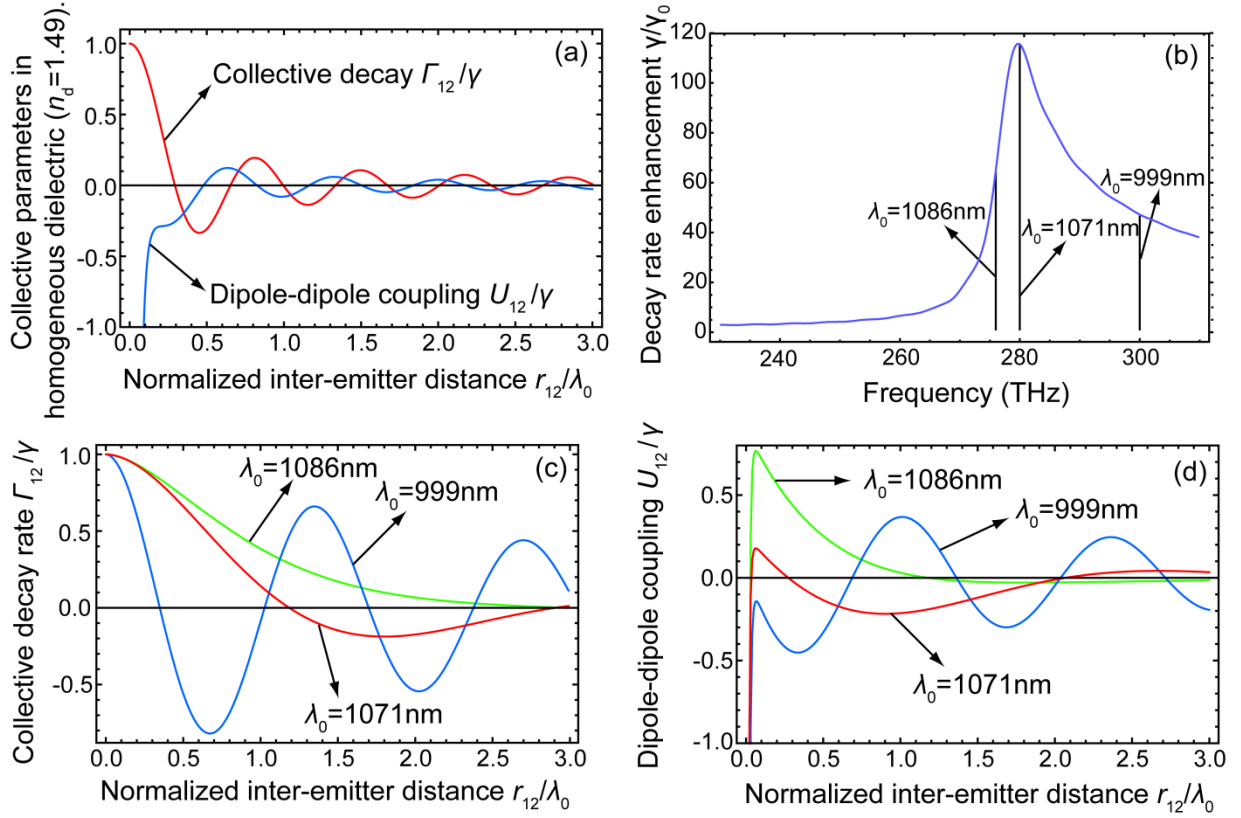 Collective parameters in
homogeneous dielectric (n_d=1.49).
1.0
0.5
0.0
-0.5
-1.0
(a)
Collective decay Γ₁₂/γ
Dipole-dipole coupling U₁₂/γ
0.0 0.5 1.0 1.5 2.0 2.5 3.0
Normalized inter-emitter distance r₁₂/λ₀
Decay rate enhancement γ/γ₀
120
100
80
60
40
20
0
(b)
λ₀=999nm
λ₀=1086nm
λ₀=1071nm
240 260 280 300
Frequency (THz)
Collective decay rate Γ₁₂/γ
1.0
0.5
0.0
-0.5
(c)
λ₀=1086nm
λ₀=999nm
λ₀=1071nm
0.0 0.5 1.0 1.5 2.0 2.5 3.0
Normalized inter-emitter distance r₁₂/λ₀
Dipole-dipole coupling U₁₂/γ
0.5
0.0
-0.5
-1.0
(d)
λ₀=1086nm
λ₀=999nm
λ₀=1071nm
0.0 0.5 1.0 1.5 2.0 2.5 3.0
Normalized inter-emitter distance r₁₂/λ₀